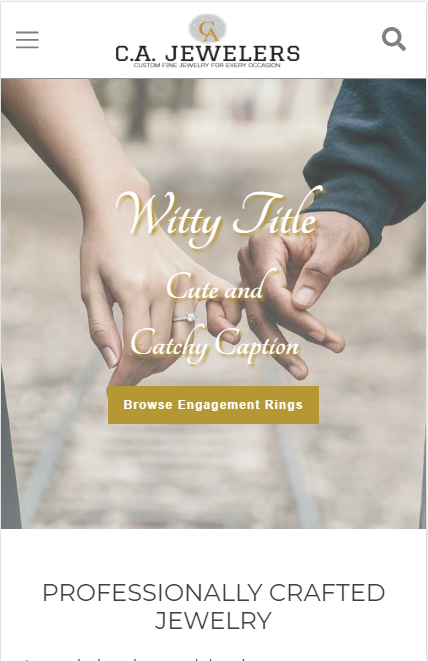 CA
C.A. JEWELERS
CUSTOM FINE JEWELRY FOR EVERY OCCASION
Witty Title
Cute and
Catchy Caption
Browse Engagement Rings
PROFESSIONALLY CRAFTED
JEWELRY